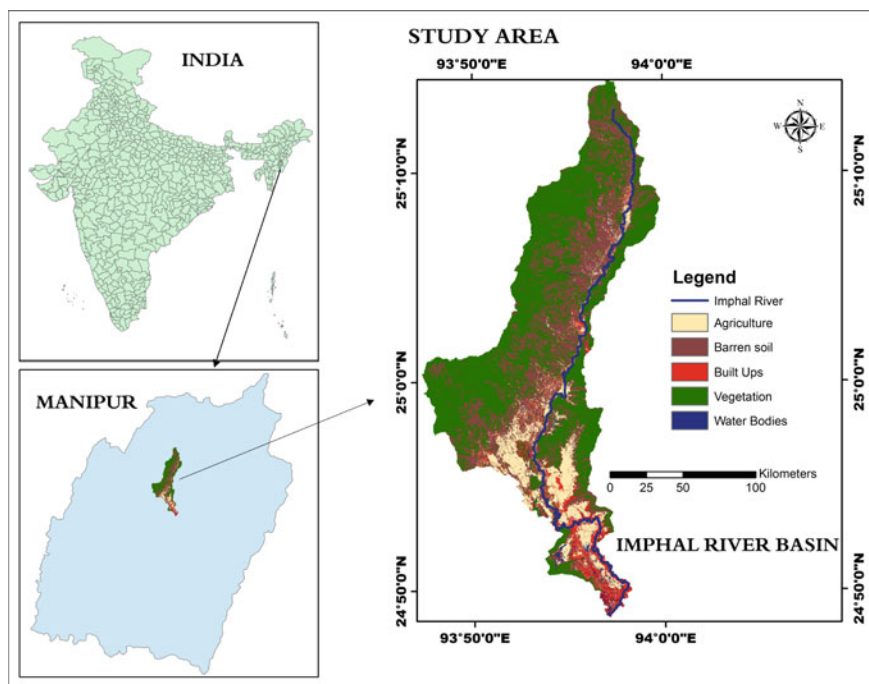 INDIA
MANIPUR
STUDY AREA
93°50'0"E
94°0'0"E
N
W
E
S
25°10'0"N
25°10'0"N
25°0'0"N
25°0'0"N
24°50'0"N
24°50'0"N
Legend
Imphal River
Agriculture
Barren soil
Built Ups
Vegetation
Water Bodies
Kilometers
0 25 50 100
IMPHAL RIVER BASIN
93°50'0"E
94°0'0"E